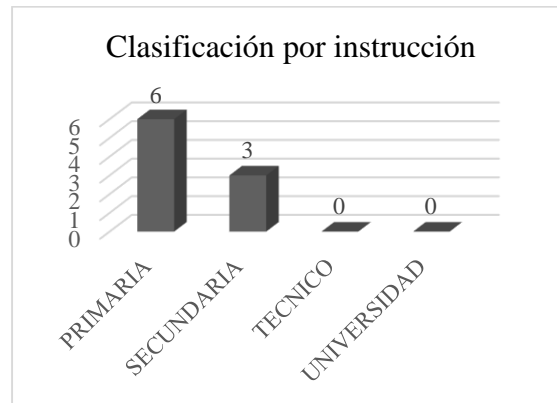 Clasificación por instrucción
6
3
0
0
6
5
4
3
2
1
0
PRIMARIA
SECUNDARIA
TECNICO
UNIVERSIDAD